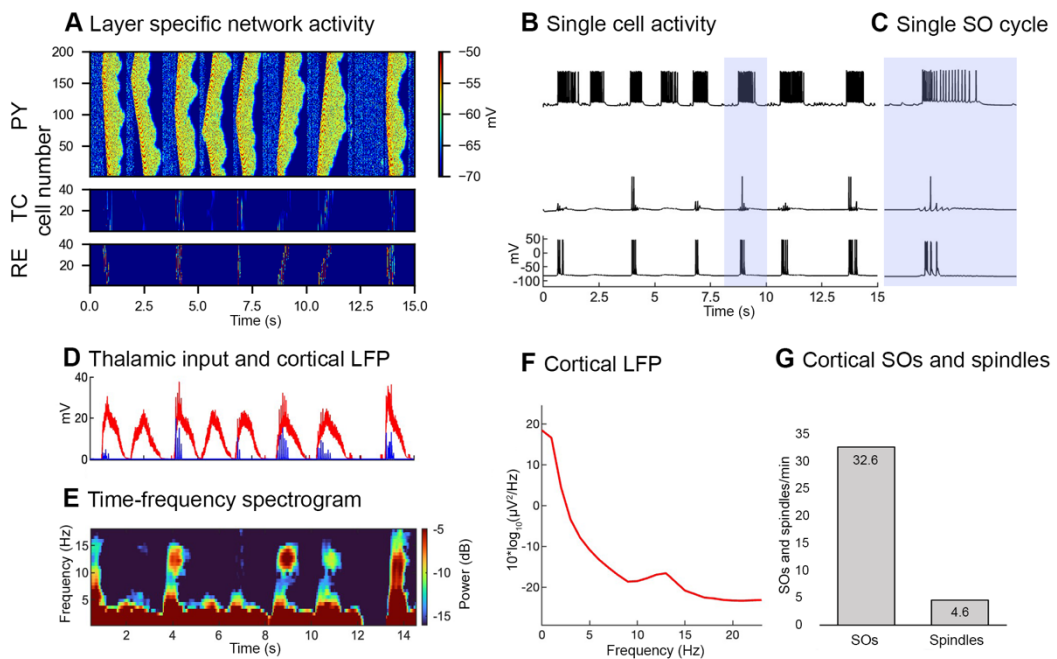 A Layer specific network activity
200
150
100
50
PY
40
20
TC
40
20
RE
cell number
0.0 2.5 5.0 7.5 10.0 12.5 15.0
Time (s)
−50
−55
−60
−65
−70
mV
B Single cell activity
mV
50
0
-50
-100
0 2.5 5.0 7.5 10 12.5 15
Time (s)
C Single SO cycle
D Thalamic input and cortical LFP
40
20
0
mV
E Time-frequency spectrogram
15
10
5
Frequency (Hz)
2 4 6 8 10 12 14
Time (s)
-5
-10
-15
Power (dB)
F Cortical LFP
20
10
0
-10
-20
10*log10(µV²/Hz)
0 5 10 15 20
Frequency (Hz)
G Cortical SOs and spindles
35
30
25
20
15
10
5
0
SOs and spindles/min
32.6
4.6
SOs Spindles